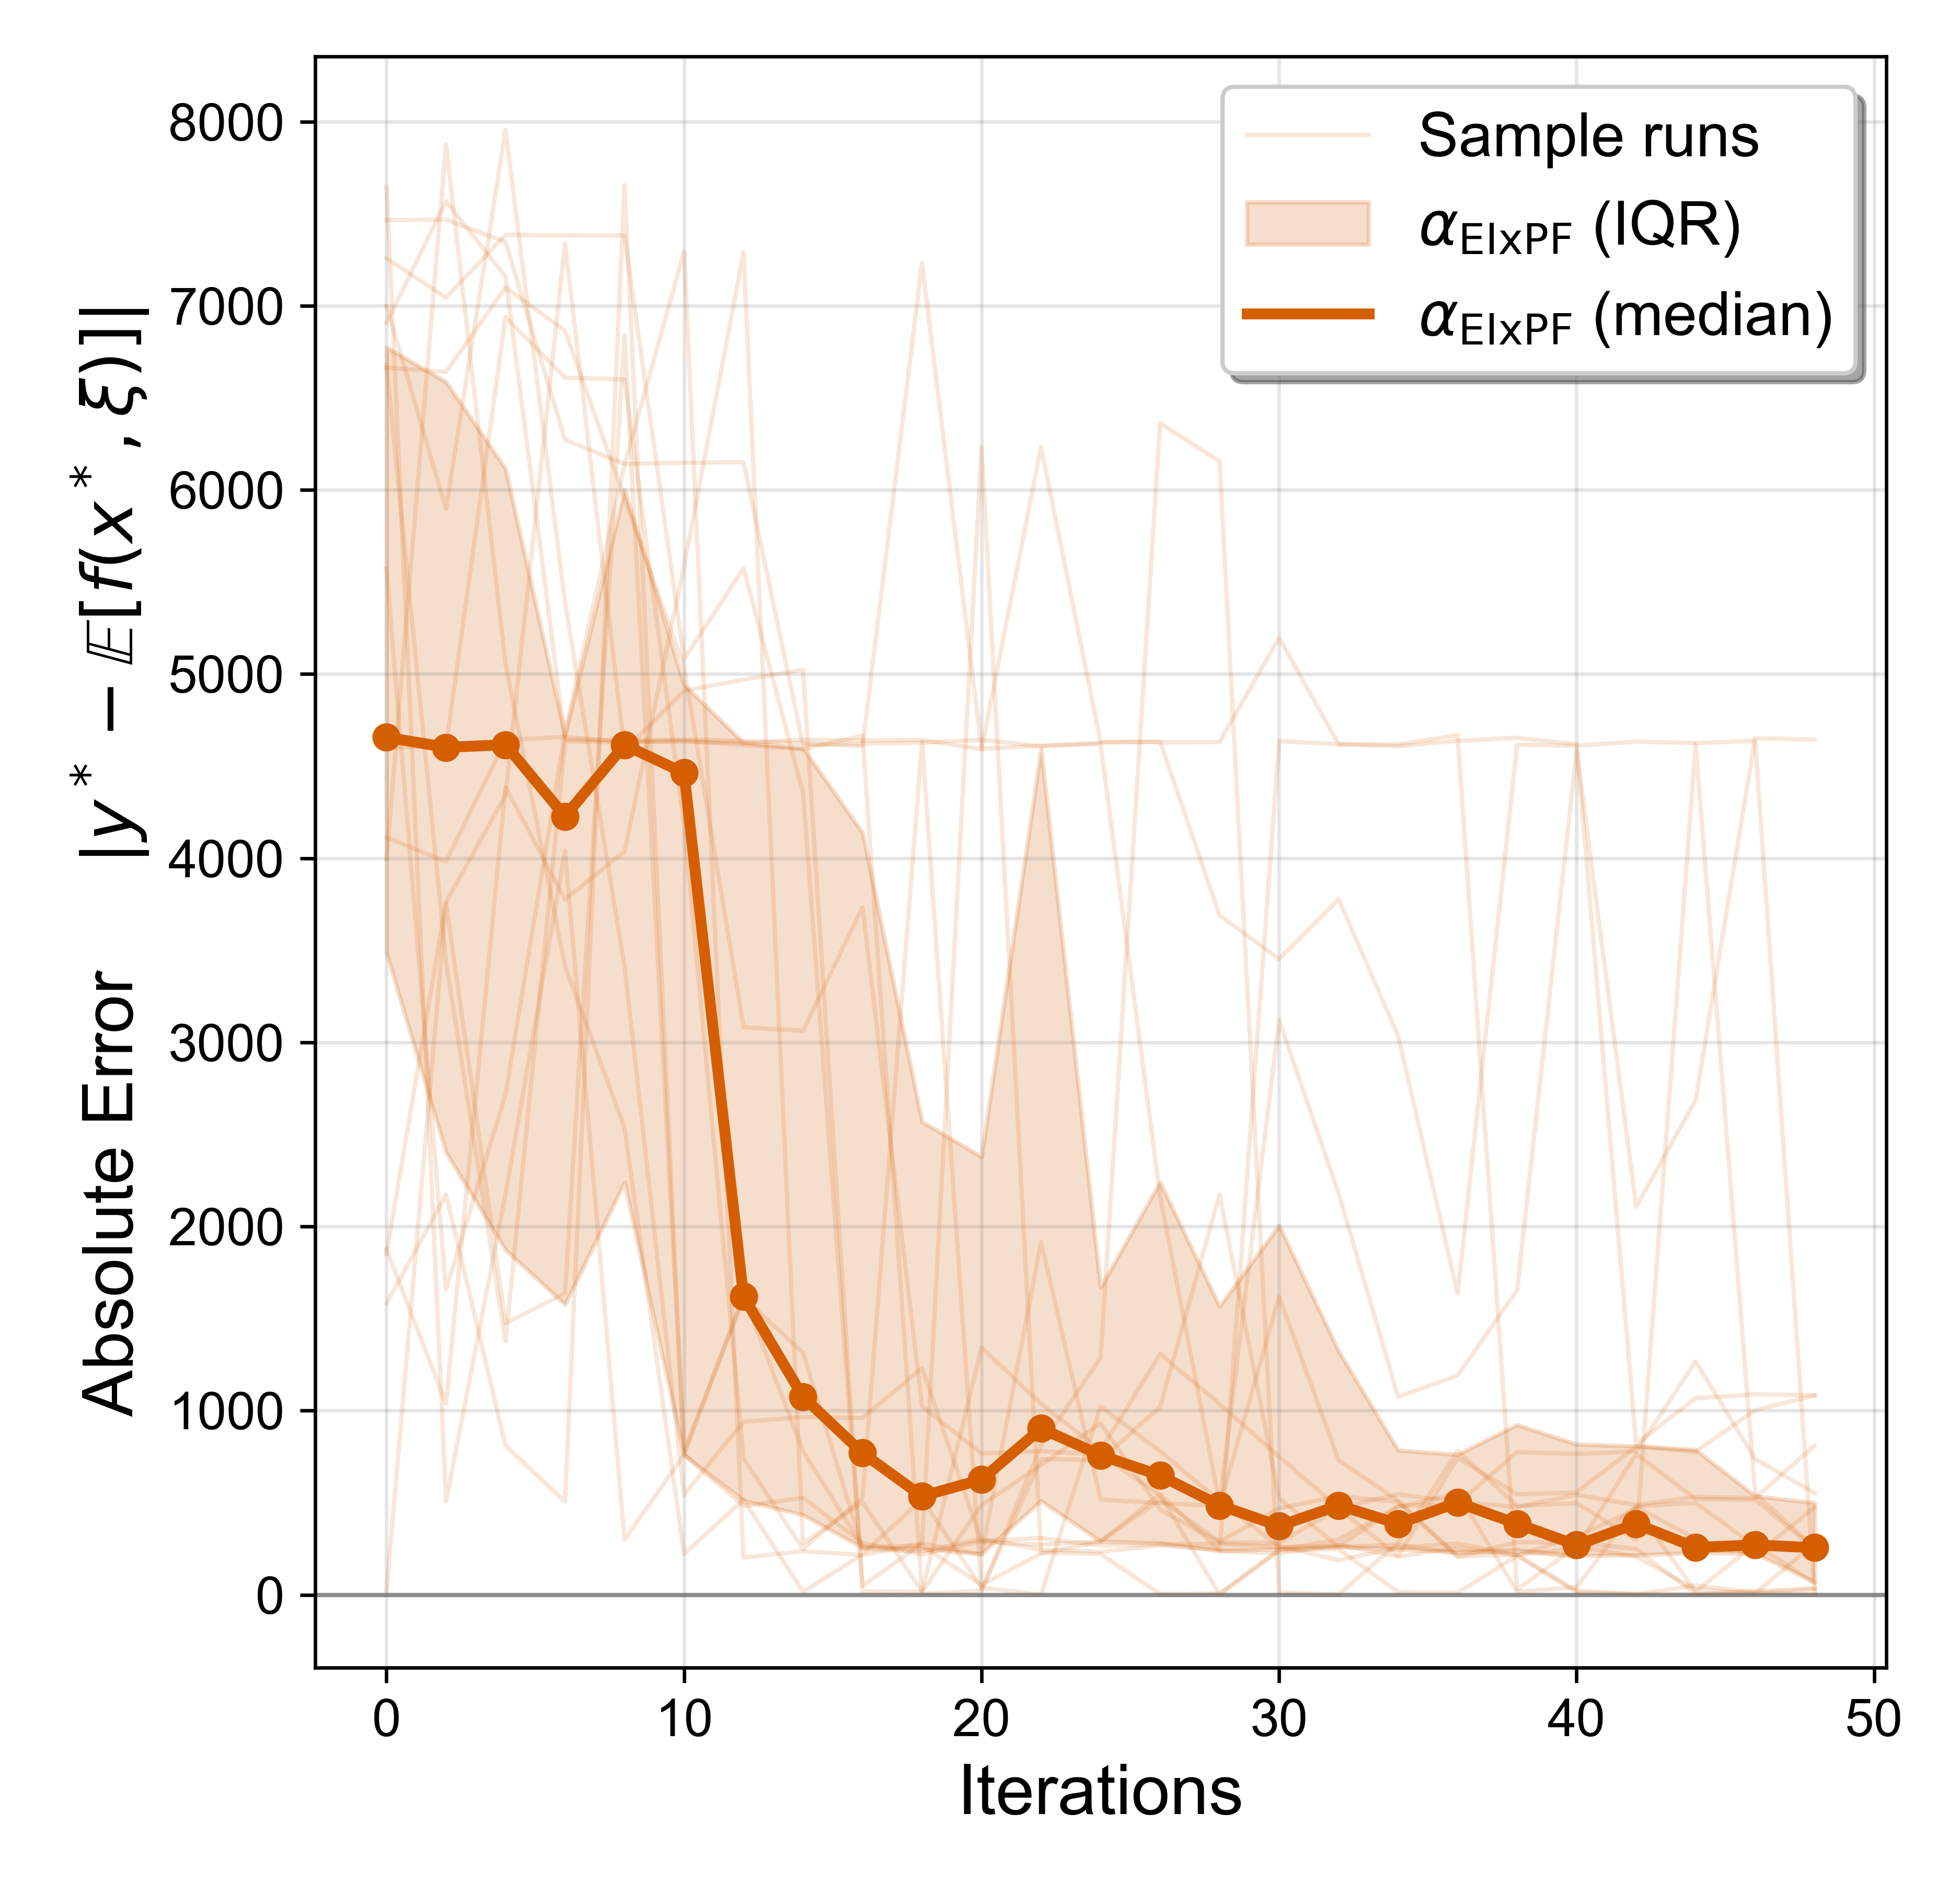 Absolute Error |y* − 𝔼[f(x*, ξ)]|
8000
7000
6000
5000
4000
3000
2000
1000
0
Sample runs
α_EIxPF (IQR)
α_EIxPF (median)
0 10 20 30 40 50
Iterations